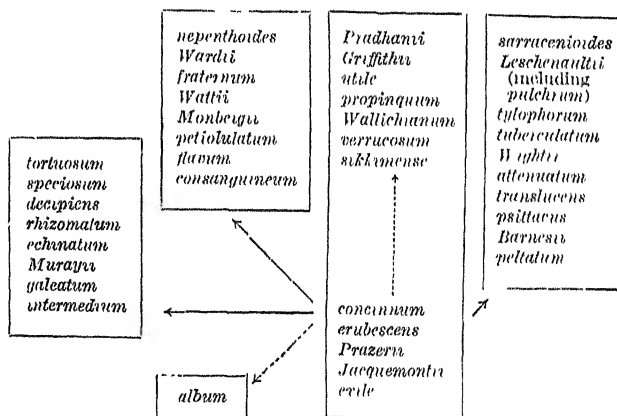 tortuosum
speciosum
decipiens
rhizomatum
echinatum
Murayii
galeatum
intermedium
nepenthoides
Wardii
fraternum
Wattii
Monbeigii
petiolulatum
flavum
consanguineum
album
Pradhanii
Griffithii
utile
propinquum
Wallichianum
verrucosum
sikkimense
concinnum
erubescens
Prazeri
Jacquemontii
exile
sarracenioides
Leschenaultii
(including
pulchrum)
tylophorum
tuberculatum
Wightii
attenuatum
translucens
psittacus
Barnesii
peltatum